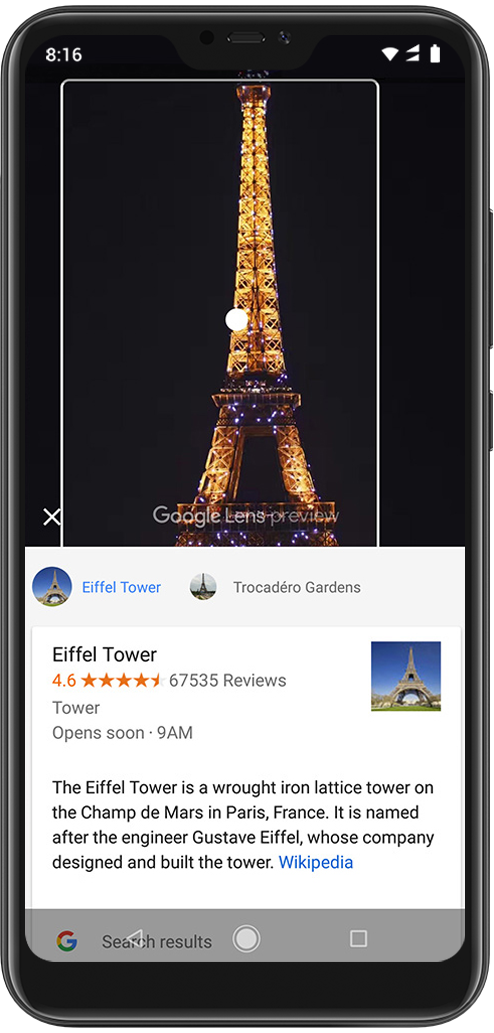 8:16
Google Lens preview
Eiffel Tower
Trocadéro Gardens
Eiffel Tower
4.6 67535 Reviews
Tower
Opens soon · 9AM
The Eiffel Tower is a wrought iron lattice tower on
the Champ de Mars in Paris, France. It is named
after the engineer Gustave Eiffel, whose company
designed and built the tower. Wikipedia
G Search results